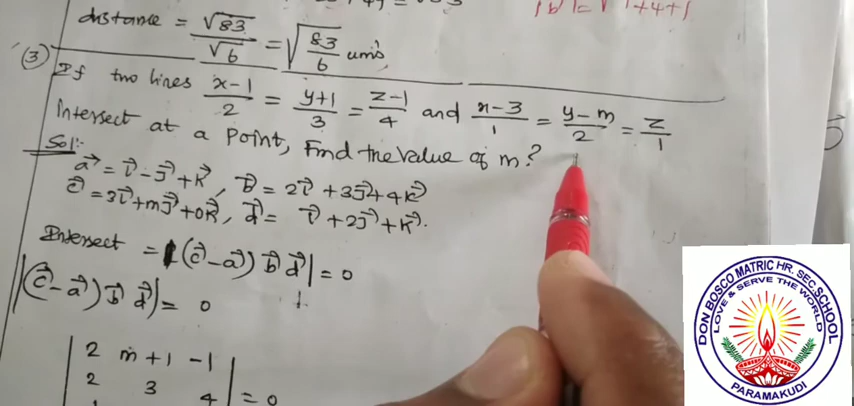 distance = √83/√6 = √(83/6) units
|b| = √1+4+1
(3) If two lines (x-1)/2 = (y+1)/3 = (z-1)/4 and (x-3)/1 = (y-m)/2 = z/1
intersect at a point, Find the value of m?
Sol:-
a⃗ = i⃗ - j⃗ + k⃗, b⃗ = 2i⃗ + 3j⃗ + 4k⃗
c⃗ = 3i⃗ + mj⃗ + 0k⃗, d⃗ = i⃗ + 2j⃗ + k⃗.
Intersect = |(c⃗ - a⃗) b⃗ d⃗| = 0
|(c⃗ - a⃗) b⃗ d⃗| = 0
| 2 m+1 -1 |
| 2 3 4 | = 0
DON BOSCO MATRIC HR. SEC. SCHOOL
LOVE & SERVE THE WORLD
PARAMAKUDI